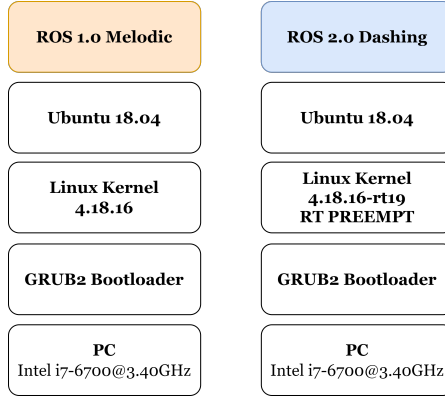 ROS 1.0 Melodic
Ubuntu 18.04
Linux Kernel
4.18.16
GRUB2 Bootloader
PC
Intel i7-6700@3.40GHz
ROS 2.0 Dashing
Ubuntu 18.04
Linux Kernel
4.18.16-rt19
RT PREEMPT
GRUB2 Bootloader
PC
Intel i7-6700@3.40GHz